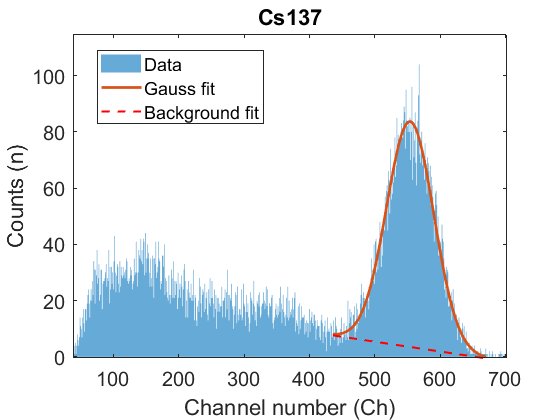 Cs137
Data
Gauss fit
Background fit
Counts (n)
100
80
60
40
20
0
100 200 300 400 500 600 700
Channel number (Ch)